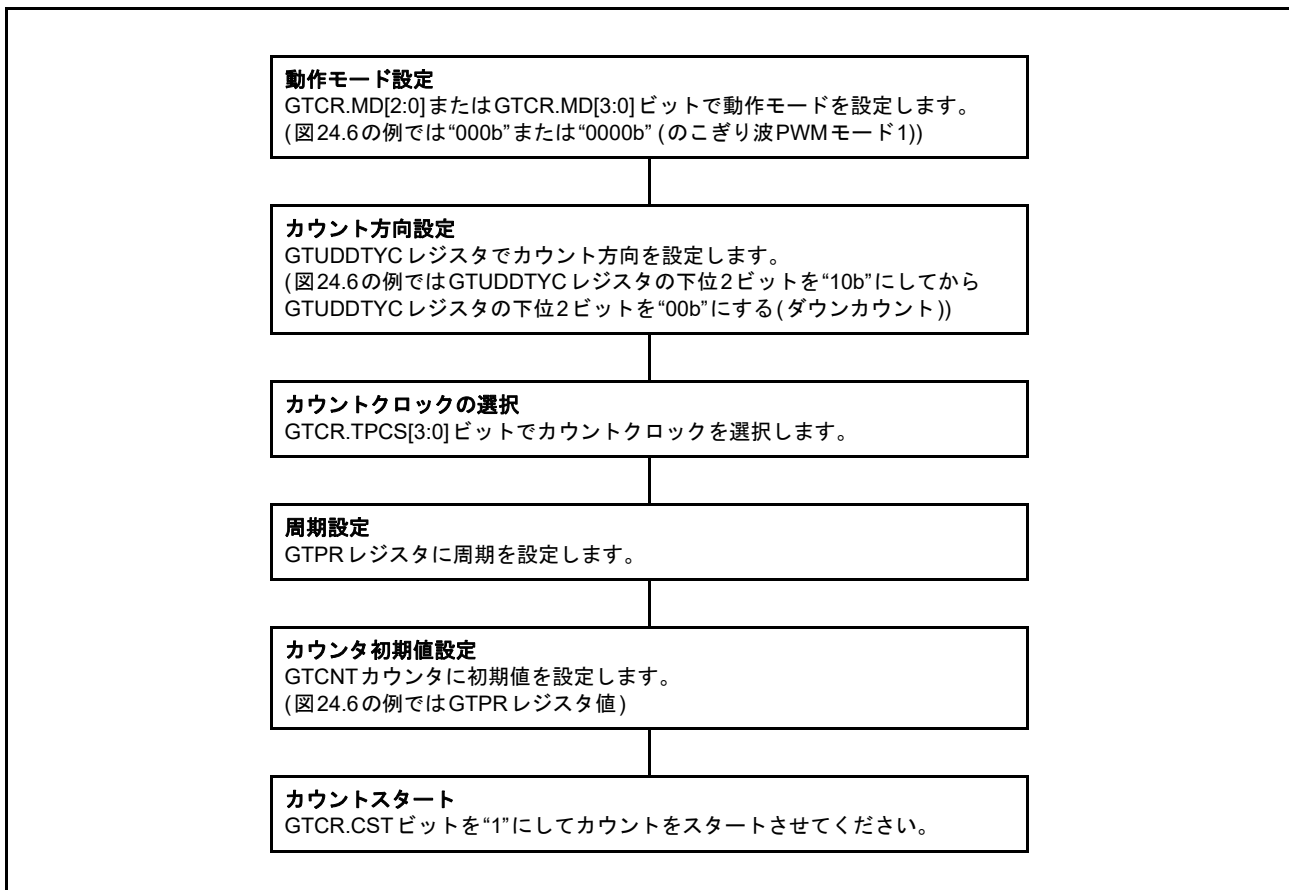 動作モード設定
GTCR.MD[2:0]またはGTCR.MD[3:0]ビットで動作モードを設定します。
(図24.6の例では“000b”または“0000b” (のこぎり波PWMモード1))
カウント方向設定
GTUDDTYCレジスタでカウント方向を設定します。
(図24.6の例ではGTUDDTYCレジスタの下位2ビットを“10b”にしてから
GTUDDTYCレジスタの下位2ビットを“00b”にする(ダウンカウント))
カウントクロックの選択
GTCR.TPCS[3:0]ビットでカウントクロックを選択します。
周期設定
GTPRレジスタに周期を設定します。
カウンタ初期値設定
GTCNTカウンタに初期値を設定します。
(図24.6の例ではGTPRレジスタ値)
カウントスタート
GTCR.CSTビットを“1”にしてカウントをスタートさせてください。